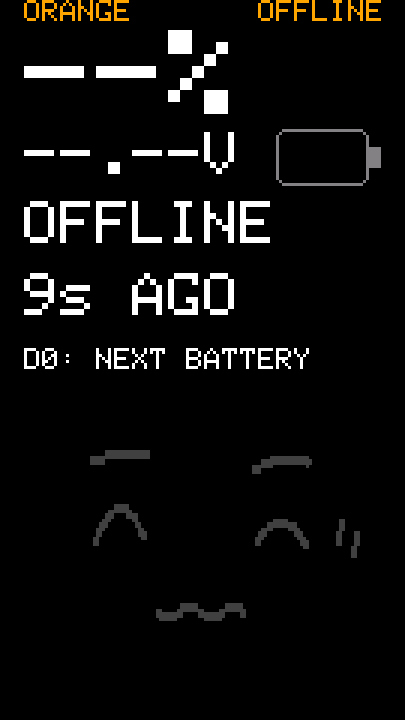 ORANGE OFFLINE
--%
--.--V
OFFLINE
9s AGO
D0: NEXT BATTERY